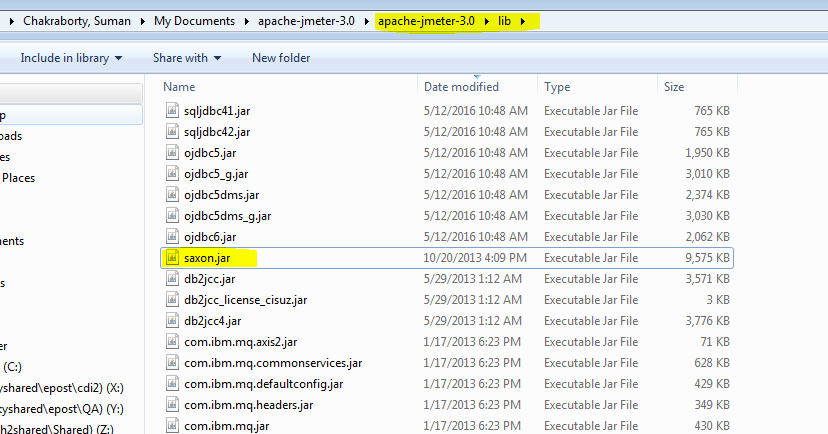 Chakraborty, Suman ▸ My Documents ▸ apache-jmeter-3.0 ▸ apache-jmeter-3.0 ▸ lib ▸
Include in library Share with New folder
Name Date modified Type Size
sqljdbc41.jar 5/12/2016 10:48 AM Executable Jar File 765 KB
p sqljdbc42.jar 5/12/2016 10:48 AM Executable Jar File 765 KB
oads ojdbc5.jar 5/12/2016 10:48 AM Executable Jar File 1,950 KB
es ojdbc5_g.jar 5/12/2016 10:48 AM Executable Jar File 3,010 KB
Places ojdbc5dms.jar 5/12/2016 10:48 AM Executable Jar File 2,374 KB
ojdbc5dms_g.jar 5/12/2016 10:48 AM Executable Jar File 3,030 KB
ments ojdbc6.jar 5/12/2016 10:48 AM Executable Jar File 2,062 KB
saxon.jar 10/20/2013 4:09 PM Executable Jar File 9,575 KB
s db2jcc.jar 5/29/2013 1:12 AM Executable Jar File 3,571 KB
db2jcc_license_cisuz.jar 5/29/2013 1:12 AM Executable Jar File 3 KB
db2jcc4.jar 5/29/2013 1:12 AM Executable Jar File 3,776 KB
er com.ibm.mq.axis2.jar 1/17/2013 6:23 PM Executable Jar File 71 KB
(C:) com.ibm.mq.commonservices.jar 1/17/2013 6:23 PM Executable Jar File 628 KB
yshared\epost\cdi2) (X:) com.ibm.mq.defaultconfig.jar 1/17/2013 6:23 PM Executable Jar File 429 KB
tyshared\epost\QA) (Y:) com.ibm.mq.headers.jar 1/17/2013 6:23 PM Executable Jar File 349 KB
h2shared\Shared) (Z:) com.ibm.mq.jar 1/17/2013 6:23 PM Executable Jar File 430 KB